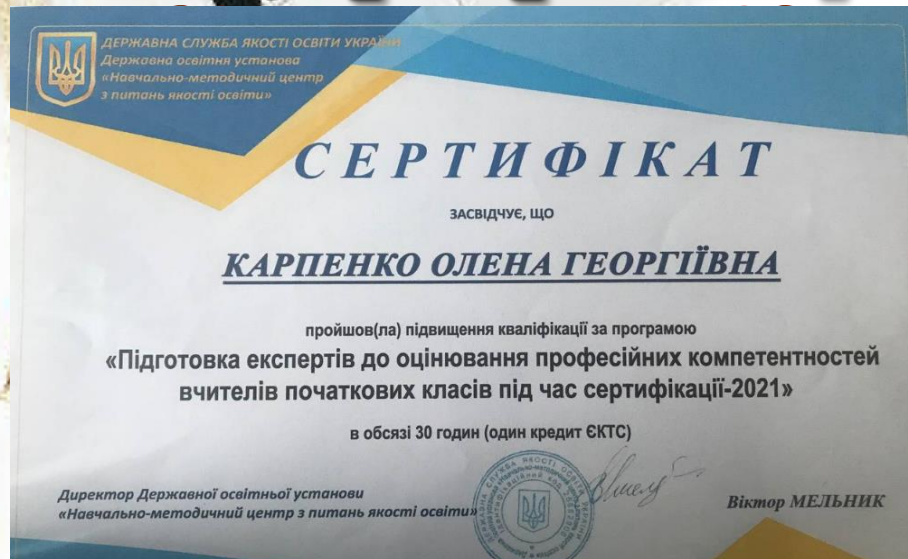 ДЕРЖАВНА СЛУЖБА ЯКОСТІ ОСВІТИ УКРАЇНИ
Державна освітня установа
«Навчально-методичний центр
з питань якості освіти»
СЕРТИФІКАТ
ЗАСВІДЧУЄ, ЩО
КАРПЕНКО ОЛЕНА ГЕОРГІЇВНА
пройшов(ла) підвищення кваліфікації за програмою
«Підготовка експертів до оцінювання професійних компетентностей
вчителів початкових класів під час сертифікації-2021»
в обсязі 30 годин (один кредит ЄКТС)
Директор Державної освітньої установи
«Навчально-методичний центр з питань якості освіти»
Віктор МЕЛЬНИК